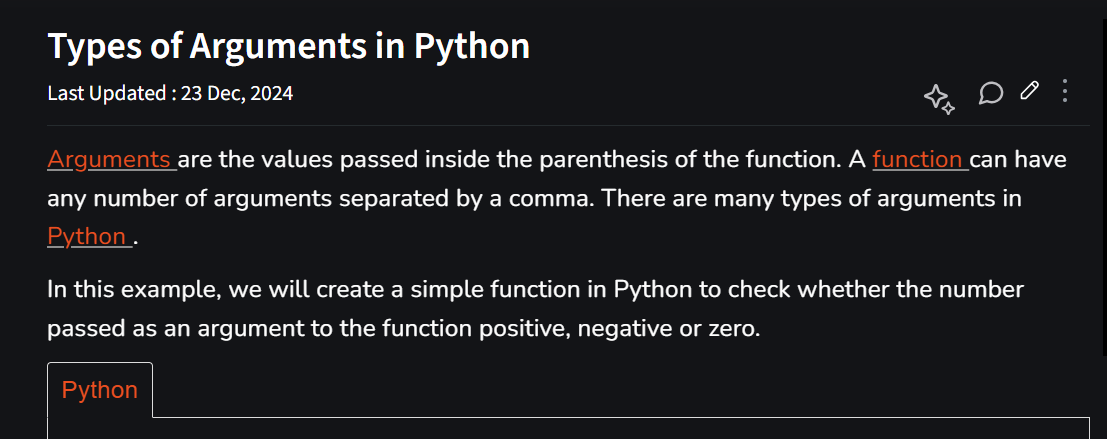 Types of Arguments in Python
Last Updated : 23 Dec, 2024
Arguments are the values passed inside the parenthesis of the function. A function can have
any number of arguments separated by a comma. There are many types of arguments in
Python .
In this example, we will create a simple function in Python to check whether the number
passed as an argument to the function positive, negative or zero.
Python